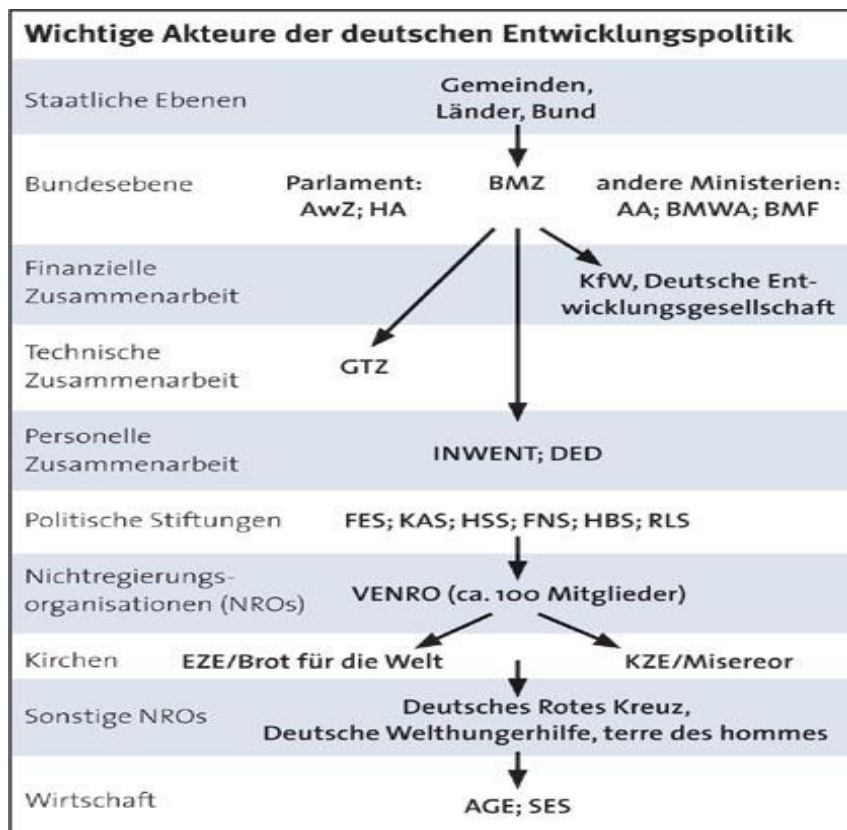 Wichtige Akteure der deutschen Entwicklungspolitik
Staatliche Ebenen
Gemeinden,
Länder, Bund
Bundesebene
Parlament:
AwZ; HA
BMZ
andere Ministerien:
AA; BMWA; BMF
Finanzielle
Zusammenarbeit
KfW, Deutsche Ent-
wicklungsgesellschaft
Technische
Zusammenarbeit
GTZ
Personelle
Zusammenarbeit
INWENT; DED
Politische Stiftungen
FES; KAS; HSS; FNS; HBS; RLS
Nichtregierungs-
organisationen (NROs)
VENRO (ca. 100 Mitglieder)
Kirchen
EZE/Brot für die Welt
KZE/Misereor
Sonstige NROs
Deutsches Rotes Kreuz,
Deutsche Welthungerhilfe, terre des hommes
Wirtschaft
AGE; SES